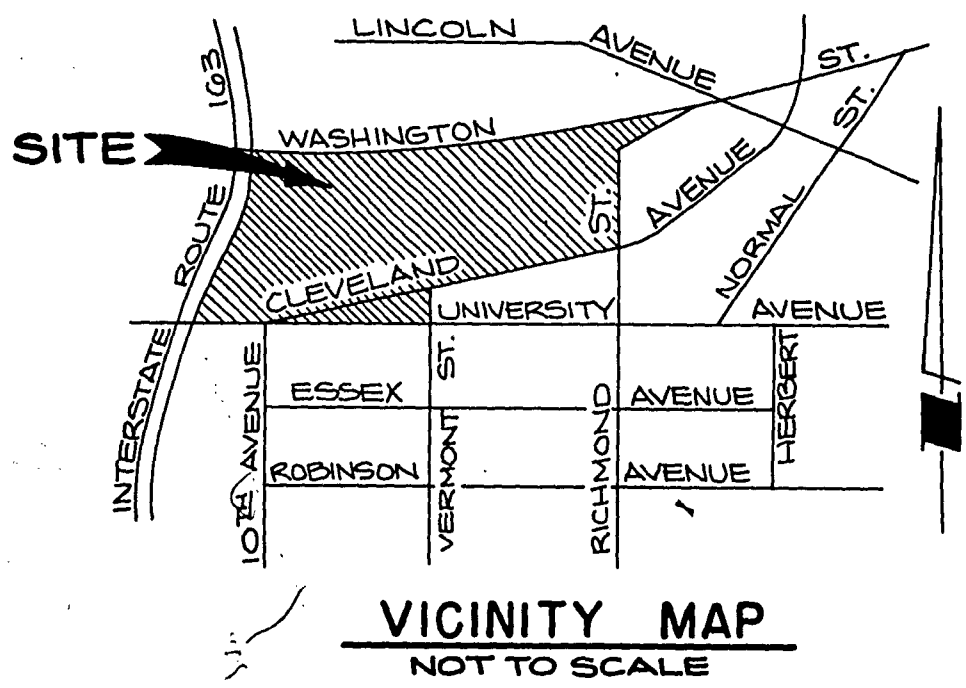 LINCOLN AVENUE
ST.
163
SITE
WASHINGTON
ST.
AVENUE
ST.
NORMAL
ROUTE
CLEVELAND
UNIVERSITY
AVENUE
INTERSTATE
ST.
HERBERT
ESSEX
AVENUE
10TH AVENUE
VERMONT
RICHMOND
ROBINSON
AVENUE
VICINITY MAP
NOT TO SCALE